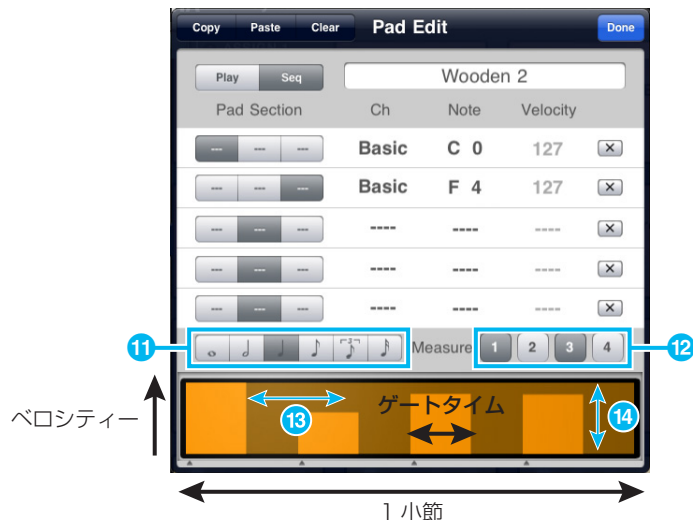 Copy Paste Clear Pad Edit Done
Play Seq Wooden 2
Pad Section Ch Note Velocity
--- --- --- Basic C 0 127 ×
--- --- --- Basic F 4 127 ×
--- --- --- ---- ---- ---- ×
--- --- --- ---- ---- ---- ×
--- --- --- ---- ---- ---- ×
11 3 Measure 1 2 3 4 12
ベロシティー 13 ゲートタイム 14
1 小節